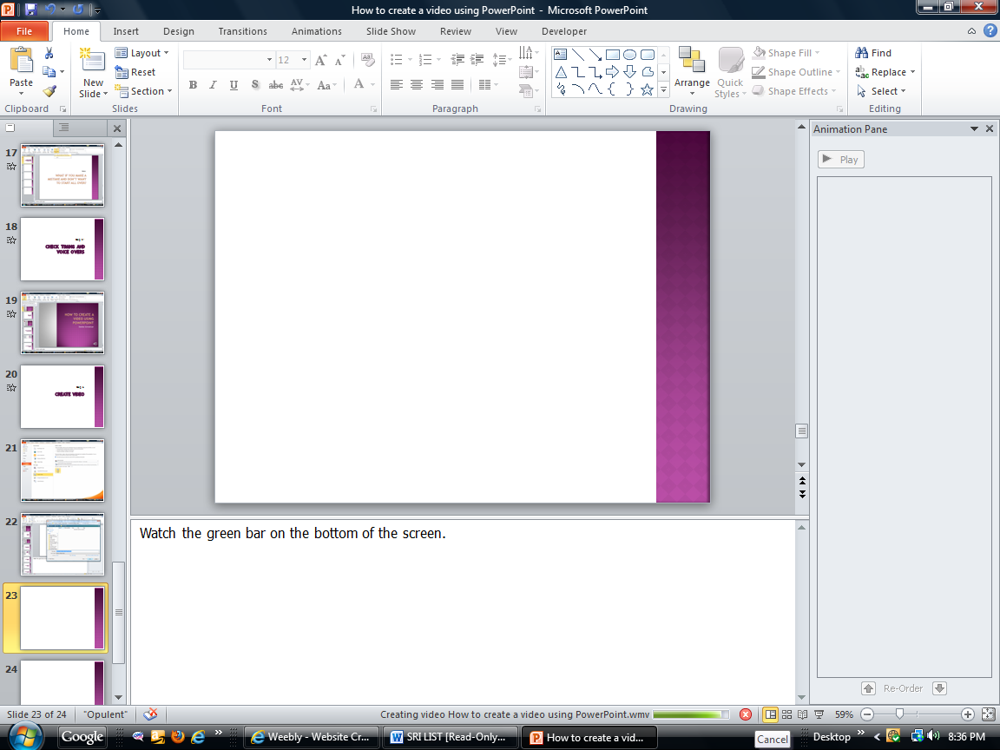 How to create a video using PowerPoint - Microsoft PowerPoint
File Home Insert Design Transitions Animations Slide Show Review View Developer
Paste
Clipboard
New
Slide
Layout
Reset
Section
Slides
12
B I U S abc AV Aa A
Font
Paragraph
Arrange
Quick
Styles
Shape Fill
Shape Outline
Shape Effects
Drawing
Find
Replace
Select
Editing
17
WHAT IF YOU MAKE A
MISTAKE AND DON'T WANT
TO START ALL OVER?
18
CHECK TIMING AND
VOICE OVERS
19
HOW TO CREATE A
VIDEO USING
POWERPOINT
20
CREATE VIDEO
21
22
23
24
Animation Pane
Play
Re-Order
Watch the green bar on the bottom of the screen.
Slide 23 of 24 "Opulent" Creating video How to create a video using PowerPoint.wmv 59%
Google Weebly - Website Cr... SRI LIST [Read-Only... How to create a vid... Cancel Desktop 8:36 PM